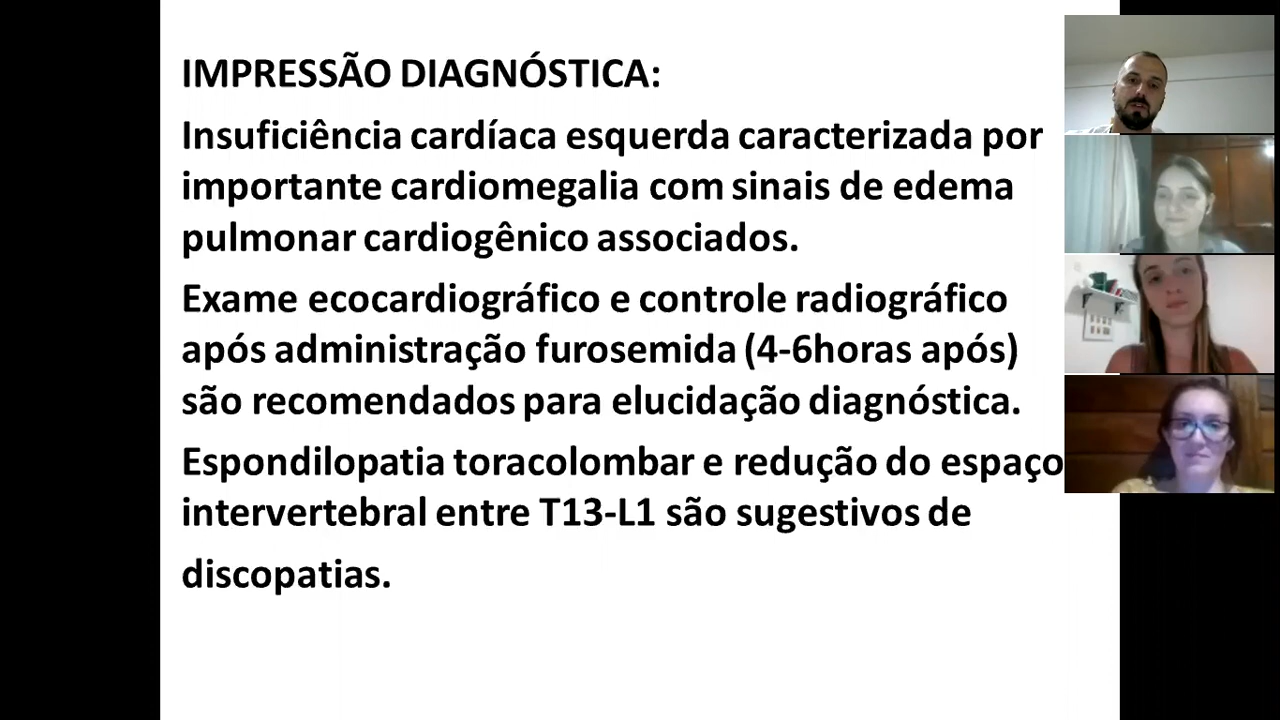 IMPRESSÃO DIAGNÓSTICA:
Insuficiência cardíaca esquerda caracterizada por
importante cardiomegalia com sinais de edema
pulmonar cardiogênico associados.
Exame ecocardiográfico e controle radiográfico
após administração furosemida (4-6horas após)
são recomendados para elucidação diagnóstica.
Espondilopatia toracolombar e redução do espaço
intervertebral entre T13-L1 são sugestivos de
discopatias.